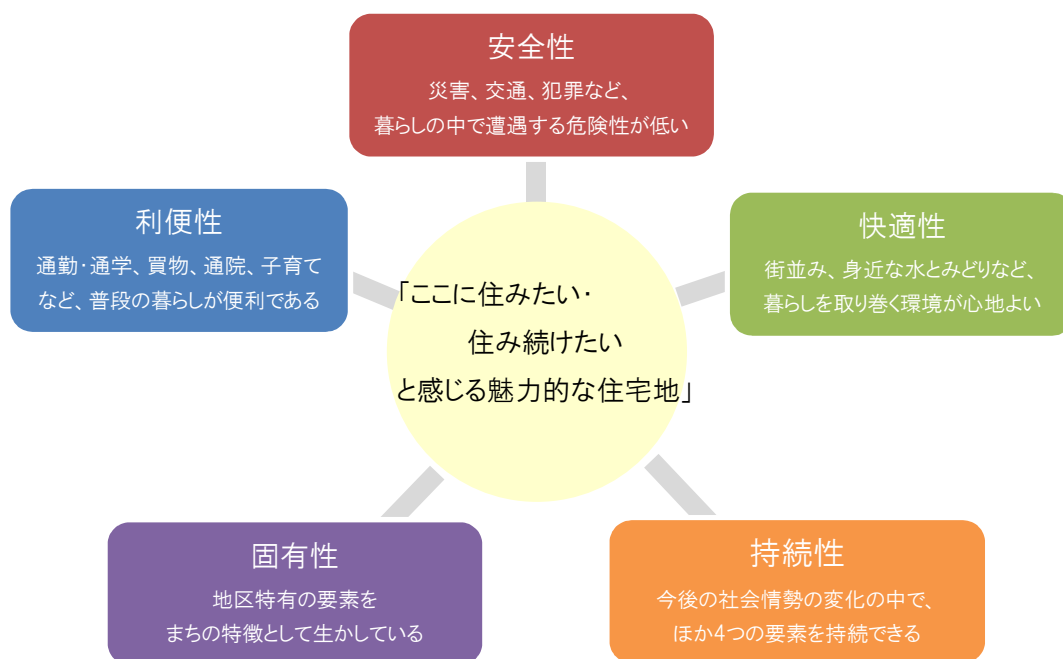 安全性
災害、交通、犯罪など、
暮らしの中で遭遇する危険性が低い
利便性
通勤・通学、買物、通院、子育て
など、普段の暮らしが便利である
快適性
街並み、身近な水とみどりなど、
暮らしを取り巻く環境が心地よい
「ここに住みたい・
住み続けたい
と感じる魅力的な住宅地」
固有性
地区特有の要素を
まちの特徴として生かしている
持続性
今後の社会情勢の変化の中で、
ほか4つの要素を持続できる